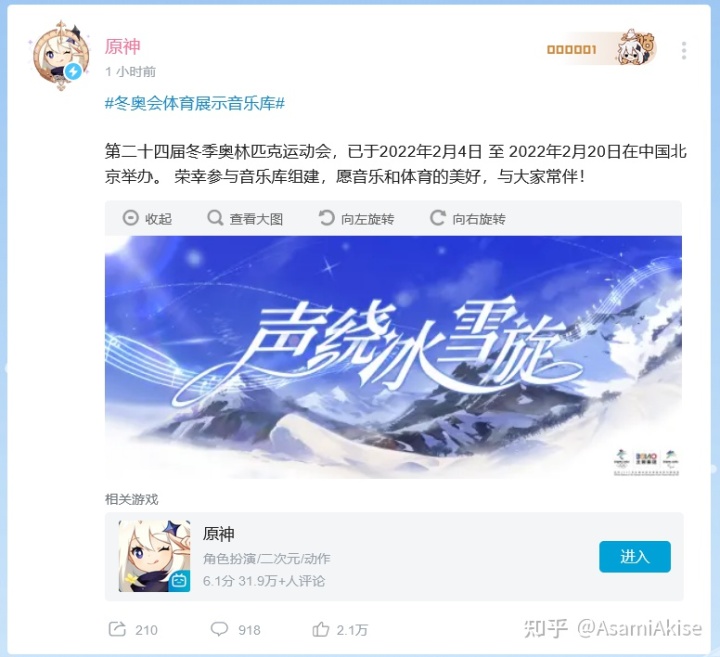 原神
000001
1 小时前
#冬奥会体育展示音乐库#
第二十四届冬季奥林匹克运动会，已于2022年2月4日 至 2022年2月20日在中国北
京举办。 荣幸参与音乐库组建，愿音乐和体育的美好，与大家常伴！
收起 查看大图 向左旋转 向右旋转
声绕冰雪旋
相关游戏
原神
角色扮演/二次元/动作
6.1分 31.9万+人评论
进入
210 918 2.1万
知乎 @AsamiAkise